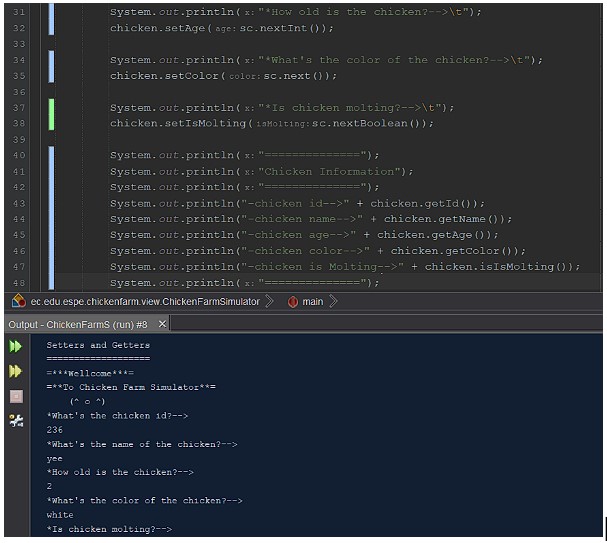 31 System.out.println( x: "*How old is the chicken?-->\t");
32 chicken.setAge( age: sc.nextInt());
33
34 System.out.println( x: "*What's the color of the chicken?-->\t");
35 chicken.setColor( color: sc.next());
36
37 System.out.println( x: "*Is chicken molting?-->\t");
38 chicken.setIsMolting( isMolting: sc.nextBoolean());
39
40 System.out.println( x: "==============");
41 System.out.println( x: "Chicken Information");
42 System.out.println( x: "==============");
43 System.out.println("-chicken id-->" + chicken.getId());
44 System.out.println("-chicken name-->" + chicken.getName());
45 System.out.println("-chicken age-->" + chicken.getAge());
46 System.out.println("-chicken color-->" + chicken.getColor());
47 System.out.println("-chicken is Molting-->" + chicken.isIsMolting());
48 System.out.println( x: "==============");
ec.edu.espe.chickenfarm.view.ChickenFarmSimulator main
Output - ChickenFarmS (run) #8 X
Setters and Getters
===================
=***Wellcome***=
=**To Chicken Farm Simulator**=
(^ o ^)
*What's the chicken id?-->
236
*What's the name of the chicken?-->
yee
*How old is the chicken?-->
2
*What's the color of the chicken?-->
white
*Is chicken molting?-->